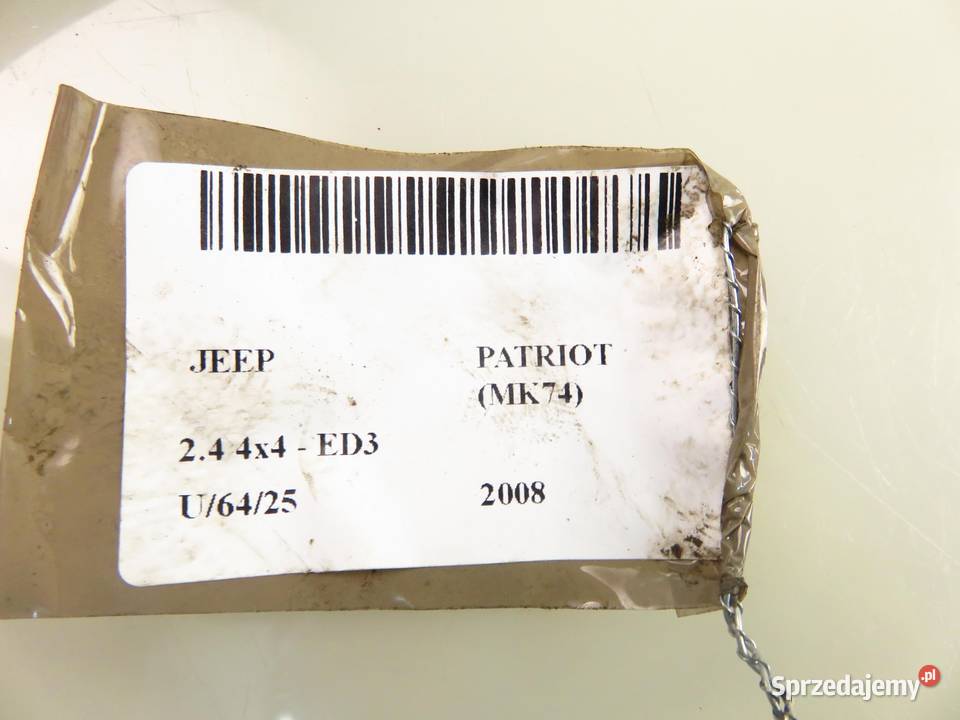 JEEP PATRIOT
(MK74)
2.4 4x4 - ED3
U/64/25 2008
Sprzedajemy.pl